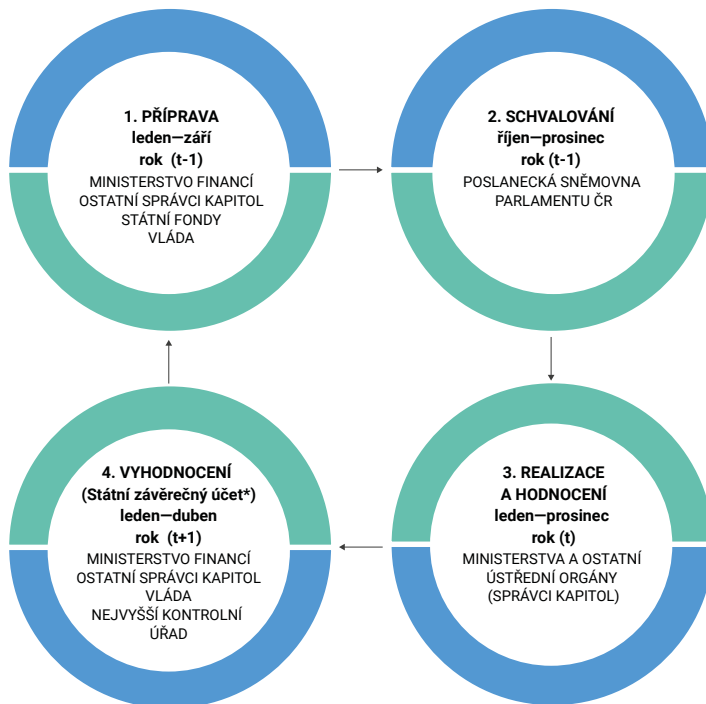 1. PŘÍPRAVA
leden—září
rok (t-1)
MINISTERSTVO FINANCÍ
OSTATNÍ SPRÁVCI KAPITOL
STÁTNÍ FONDY
VLÁDA
2. SCHVALOVÁNÍ
říjen—prosinec
rok (t-1)
POSLANECKÁ SNĚMOVNA
PARLAMENTU ČR
3. REALIZACE
A HODNOCENÍ
leden—prosinec
rok (t)
MINISTERSTVA A OSTATNÍ
ÚSTŘEDNÍ ORGÁNY
(SPRÁVCI KAPITOL)
4. VYHODNOCENÍ
(Státní závěrečný účet*)
leden—duben
rok (t+1)
MINISTERSTVO FINANCÍ
OSTATNÍ SPRÁVCI KAPITOL
VLÁDA
NEJVYŠŠÍ KONTROLNÍ
ÚŘAD